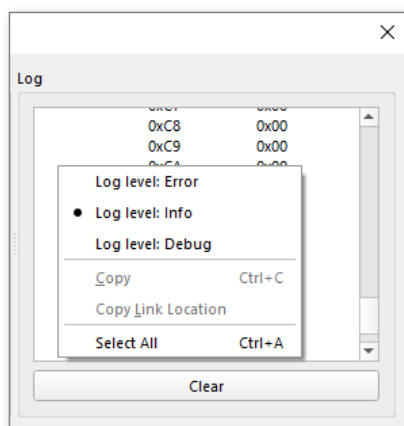 Log
0xC8 0x00
0xC9 0x00
Log level: Error
Log level: Info
Log level: Debug
Copy Ctrl+C
Copy Link Location
Select All Ctrl+A
Clear